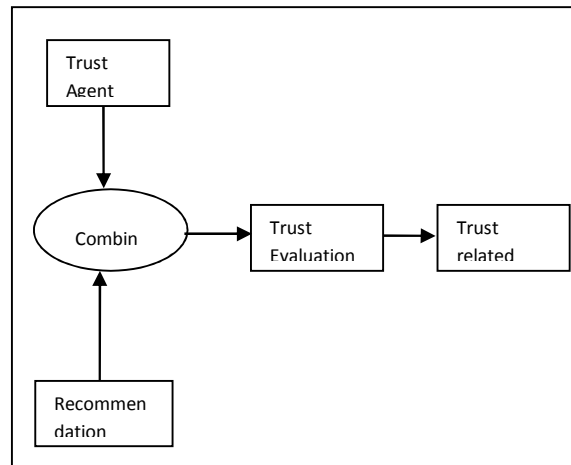 Trust
Agent
Combin
Trust
Evaluation
Trust
related
Recommen
dation